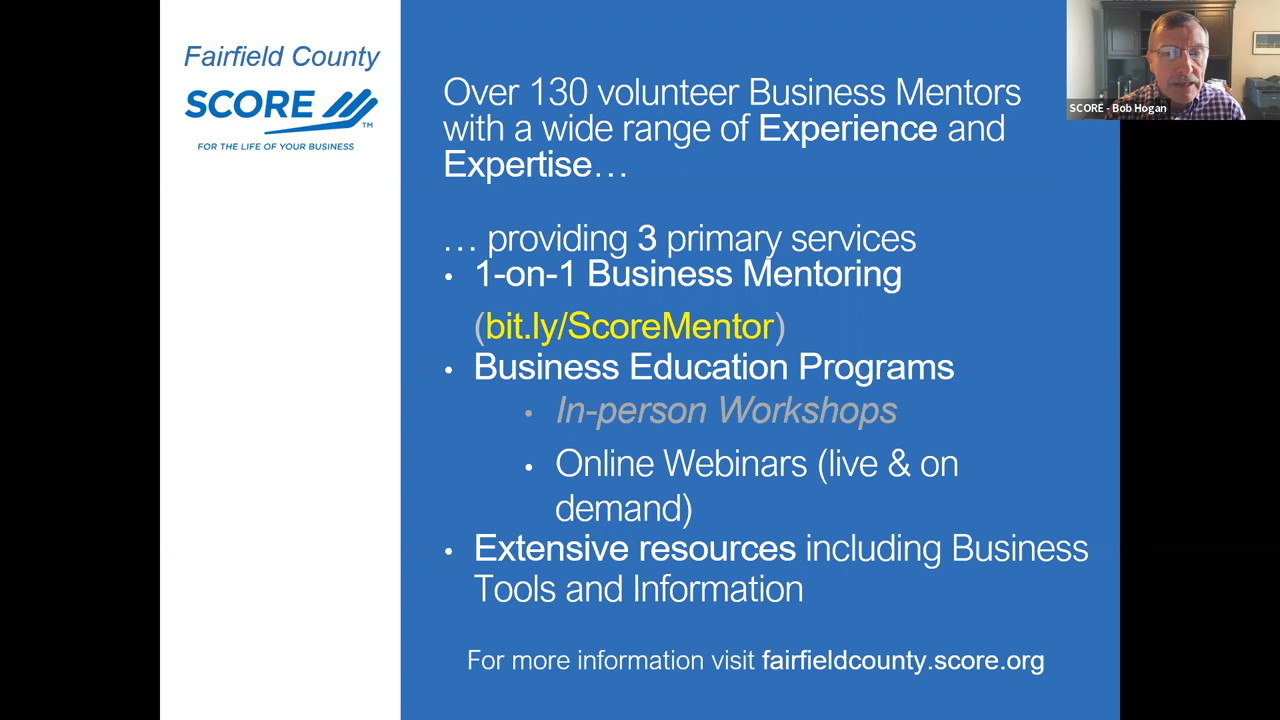 Fairfield County
SCORE
TM
FOR THE LIFE OF YOUR BUSINESS
Over 130 volunteer Business Mentors
with a wide range of Experience and
Expertise…
… providing 3 primary services
• 1-on-1 Business Mentoring
(bit.ly/ScoreMentor)
• Business Education Programs
• In-person Workshops
• Online Webinars (live & on
demand)
• Extensive resources including Business
Tools and Information
For more information visit fairfieldcounty.score.org
SCORE - Bob Hogan